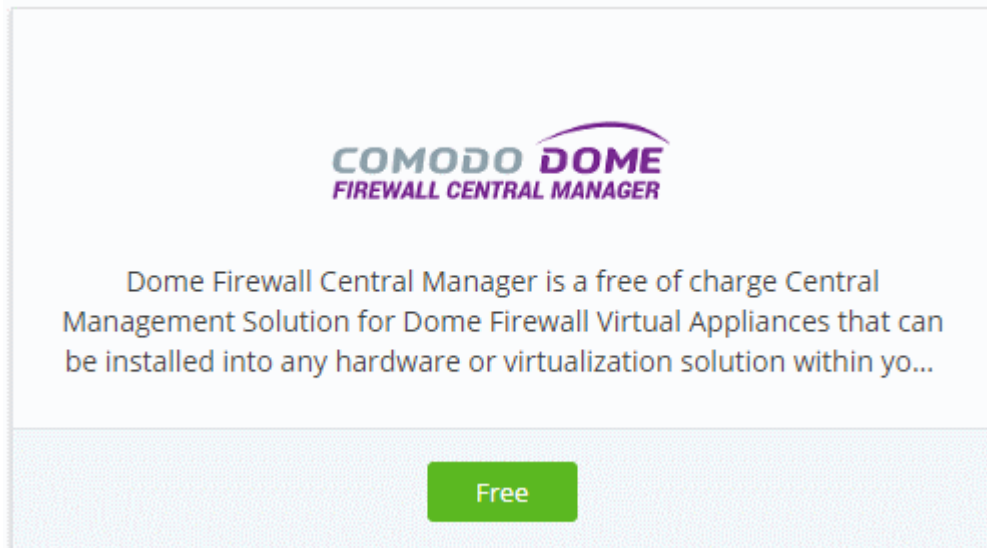 COMODO DOME
FIREWALL CENTRAL MANAGER
Dome Firewall Central Manager is a free of charge Central
Management Solution for Dome Firewall Virtual Appliances that can
be installed into any hardware or virtualization solution within yo...
Free